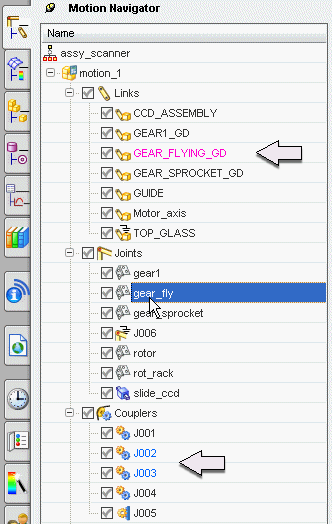 Motion Navigator
Name
assy_scanner
motion_1
Links
CCD_ASSEMBLY
GEAR1_GD
GEAR_FLYING_GD
GEAR_SPROCKET_GD
GUIDE
Motor_axis
TOP_GLASS
Joints
gear1
gear_fly
gear_sprocket
J006
rotor
rot_rack
slide_ccd
Couplers
J001
J002
J003
J004
J005